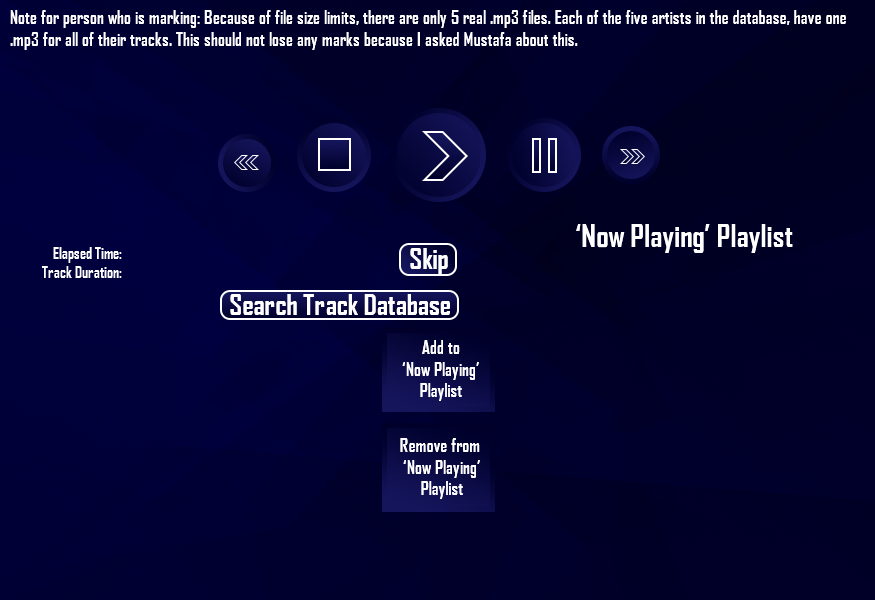 Note for person who is marking: Because of file size limits, there are only 5 real .mp3 files. Each of the five artists in the database, have one
.mp3 for all of their tracks. This should not lose any marks because I asked Mustafa about this.
‘Now Playing’ Playlist
Elapsed Time:
Track Duration:
Skip
Search Track Database
Add to
‘Now Playing’
Playlist
Remove from
‘Now Playing’
Playlist